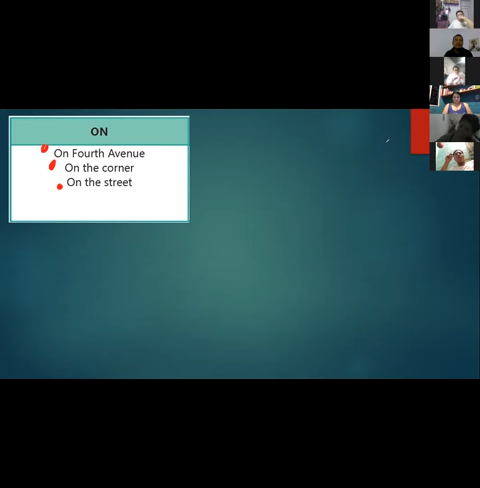 ON
On Fourth Avenue
On the corner
On the street